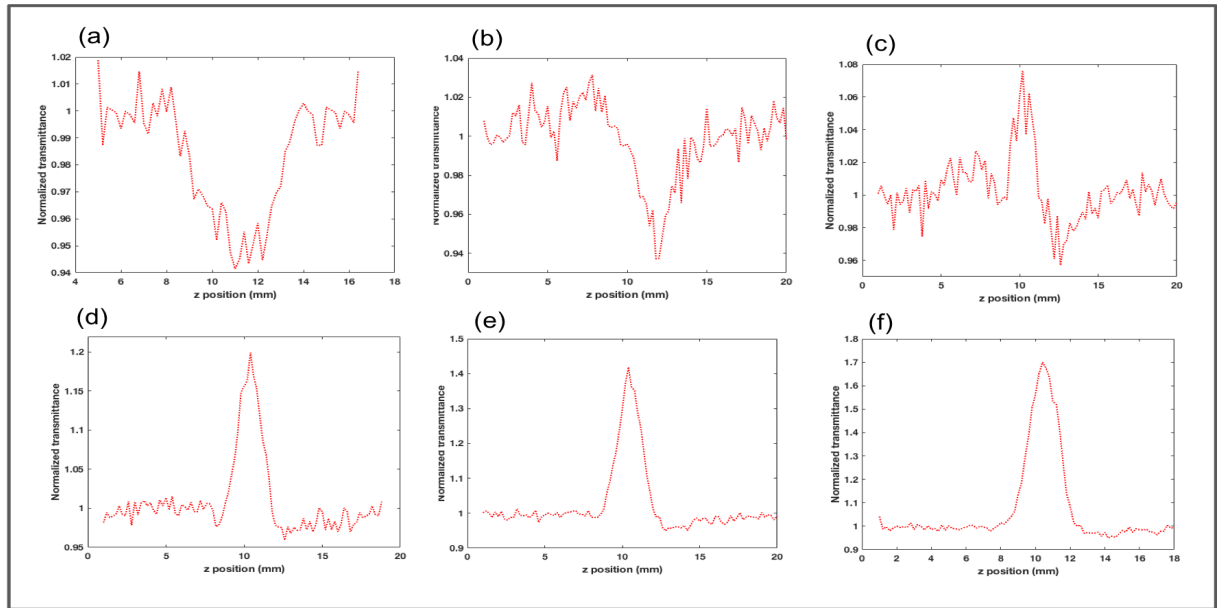 (a)
1.02
1.01
1
0.99
0.98
0.97
0.96
0.95
0.94
Normalized transmittance
4 6 8 10 12 14 16 18
z position (mm)
(b)
1.04
1.02
1
0.98
0.96
0.94
Normalized transmittance
0 5 10 15 20
z position (mm)
(c)
1.08
1.06
1.04
1.02
1
0.98
0.96
Normalized transmittance
0 5 10 15 20
z position (mm)
(d)
1.2
1.15
1.1
1.05
1
0.95
Normalized transmittance
0 5 10 15 20
z position (mm)
(e)
1.5
1.4
1.3
1.2
1.1
1
0.9
Normalized transmittance
0 5 10 15 20
z position (mm)
(f)
1.8
1.7
1.6
1.5
1.4
1.3
1.2
1.1
1
0.9
Normalized transmittance
0 2 4 6 8 10 12 14 16 18
z position (mm)